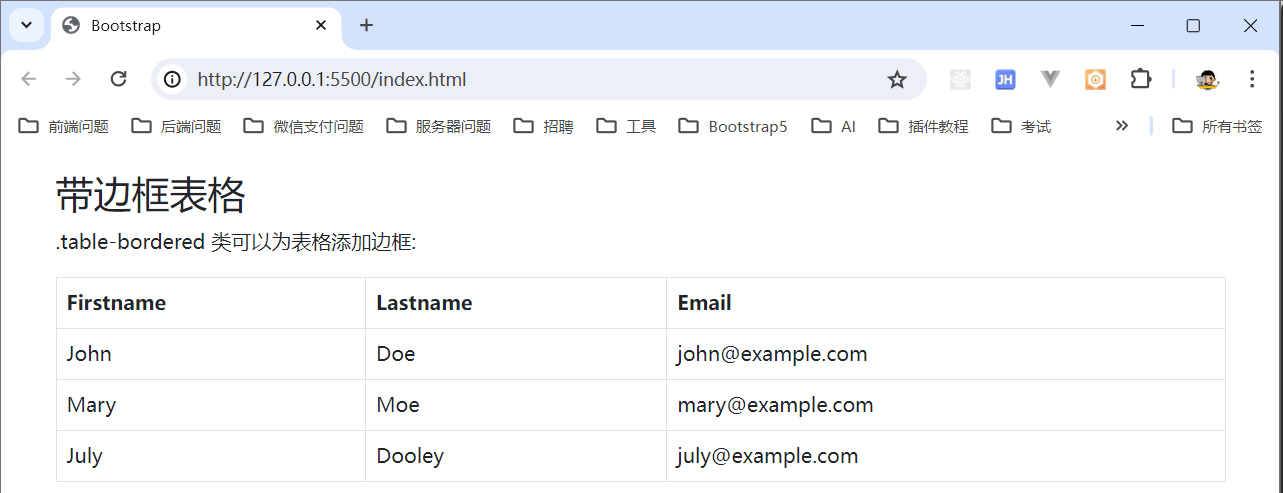 Bootstrap
http://127.0.0.1:5500/index.html
JH
前端问题 后端问题 微信支付问题 服务器问题 招聘 工具 Bootstrap5 AI 插件教程 考试 所有书签
带边框表格
.table-bordered 类可以为表格添加边框:
Firstname Lastname Email
John Doe john@example.com
Mary Moe mary@example.com
July Dooley july@example.com